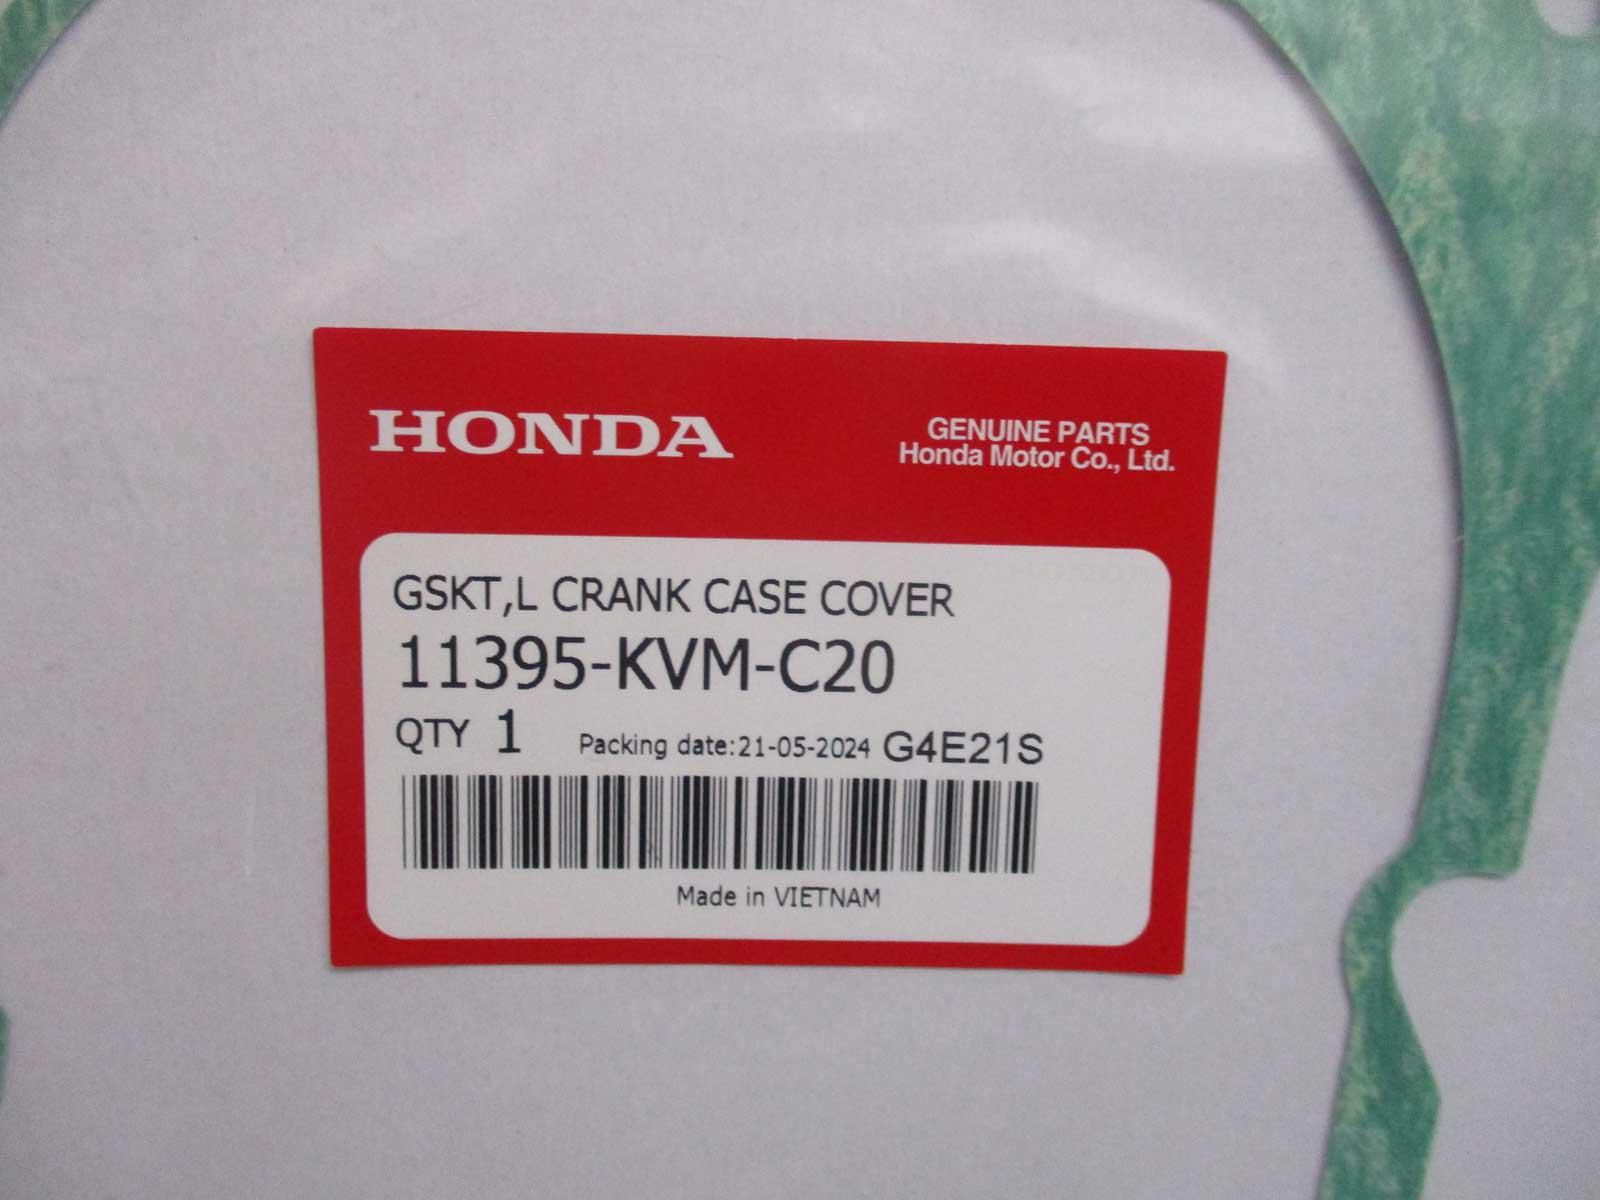 HONDA
GENUINE PARTS
Honda Motor Co., Ltd.
GSKT,L CRANK CASE COVER
11395-KVM-C20
QTY 1 Packing date:21-05-2024 G4E21S
Made in VIETNAM